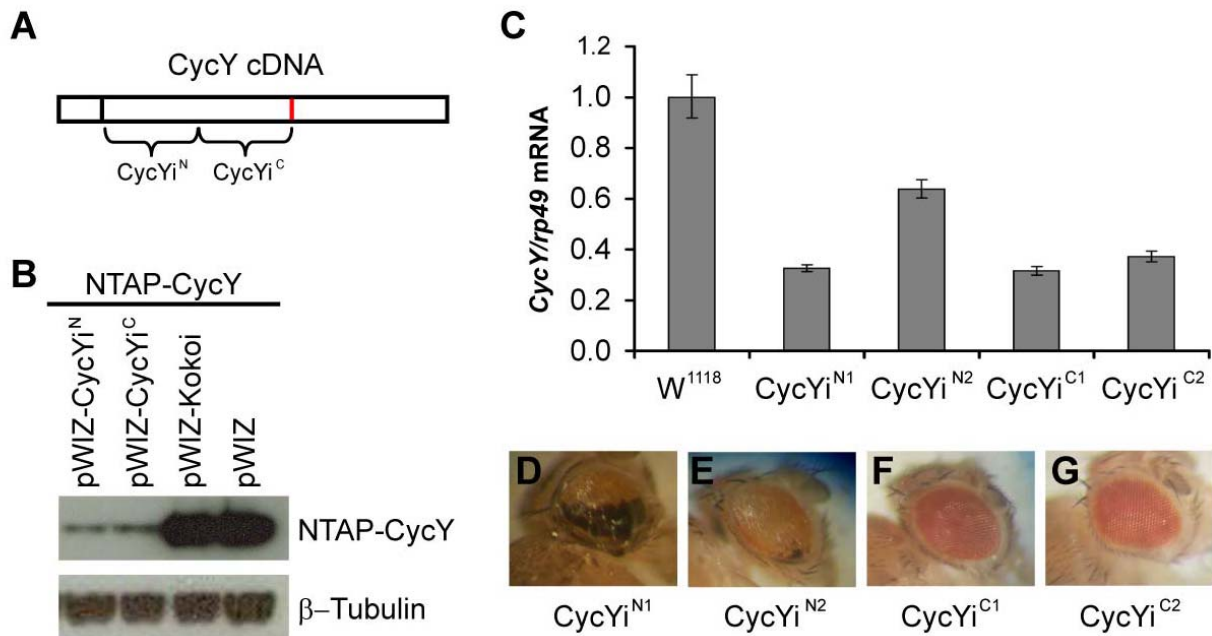 A
CycY cDNA
CycYi^N
CycYi^C
B
NTAP-CycY
pWIZ-CycYi^N
pWIZ-CycYi^C
pWIZ-Kokoi
pWIZ
NTAP-CycY
β–Tubulin
C
CycY/rp49 mRNA
1.2
1.0
0.8
0.6
0.4
0.2
0.0
W^1118
CycYi^N1
CycYi^N2
CycYi^C1
CycYi^C2
D
E
F
G
CycYi^N1
CycYi^N2
CycYi^C1
CycYi^C2